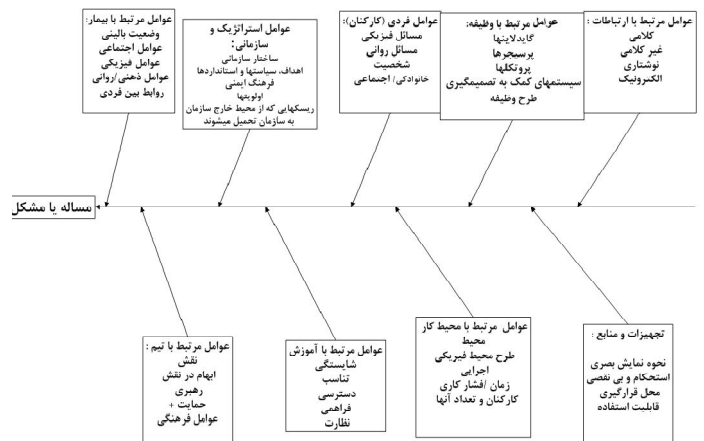 عوامل مرتبط با ارتباطات :
کلامی
غیر کلامی
نوشتاری
الکترونیک
عوامل مرتبط با وظیفه:
گایدلاینها
پرسیجرها
پروتکلها
سیستمهای کمک به تصمیمگیری
طرح وظیفه
عوامل فردی (کارکنان):
مسائل فیزیکی
مسائل روانی
شخصیت
خانوادگی/ اجتماعی
عوامل استراتژیک و
سازمانی:
ساختار سازمانی
اهداف، سیاستها و استانداردها
فرهنگ ایمنی
اولویتها
ریسکهایی که از محیط خارج سازمان
به سازمان تحمیل میشوند
عوامل مرتبط با بیمار:
وضعیت بالینی
عوامل اجتماعی
عوامل فیزیکی
عوامل ذهنی/روانی
روابط بین فردی
مساله یا مشکل
تجهیزات و منابع :
نحوه نمایش بصری
استحکام و بی نقصی
محل قرارگیری
قابلیت استفاده
عوامل مرتبط با محیط کار
محیط
طرح محیط فیزیکی
اجرایی
زمان /فشار کاری
کارکنان و تعداد آنها
عوامل مرتبط با آموزش
شایستگی
تناسب
دسترسی
فراهمی
نظارت
عوامل مرتبط با تیم :
نقش
ابهام در نقش
رهبری
حمایت +
عوامل فرهنگی